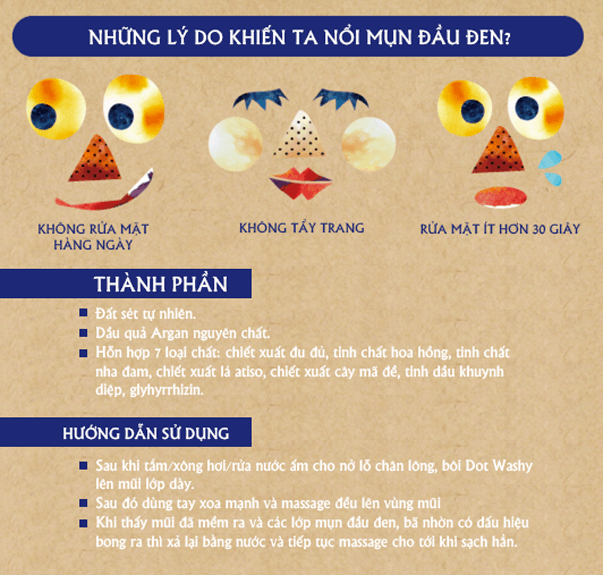 NHỮNG LÝ DO KHIẾN TA NỔI MỤN ĐẦU ĐEN?
KHÔNG RỬA MẶT
HÀNG NGÀY
KHÔNG TẨY TRANG
RỬA MẶT ÍT HƠN 30 GIÂY
THÀNH PHẦN
Đất sét tự nhiên.
Dầu quả Argan nguyên chất.
Hỗn hợp 7 loại chất: chiết xuất đu đủ, tinh chất hoa hồng, tinh chất
nha đam, chiết xuất lá atiso, chiết xuất cây mã đề, tinh dầu khuynh
diệp, glyhyrrhizin.
HƯỚNG DẪN SỬ DỤNG
Sau khi tắm/xông hơi/rửa nước ấm cho nở lỗ chân lông, bôi Dot Washy
lên mũi lớp dày.
Sau đó dùng tay xoa mạnh và massage đều lên vùng mũi
Khi thấy mũi đã mềm ra và các lớp mụn đầu đen, bã nhờn có dấu hiệu
bong ra thì xả lại bằng nước và tiếp tục massage cho tới khi sạch hẳn.